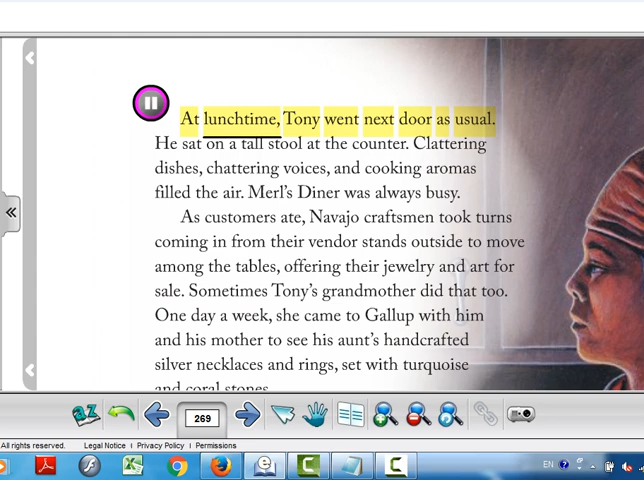 At lunchtime, Tony went next door as usual.
He sat on a tall stool at the counter. Clattering
dishes, chattering voices, and cooking aromas
filled the air. Merl's Diner was always busy.
As customers ate, Navajo craftsmen took turns
coming in from their vendor stands outside to move
among the tables, offering their jewelry and art for
sale. Sometimes Tony's grandmother did that too.
One day a week, she came to Gallup with him
and his mother to see his aunt's handcrafted
silver necklaces and rings, set with turquoise
and coral stones.
az
269
All rights reserved. Legal Notice | Privacy Policy | Permissions
EN